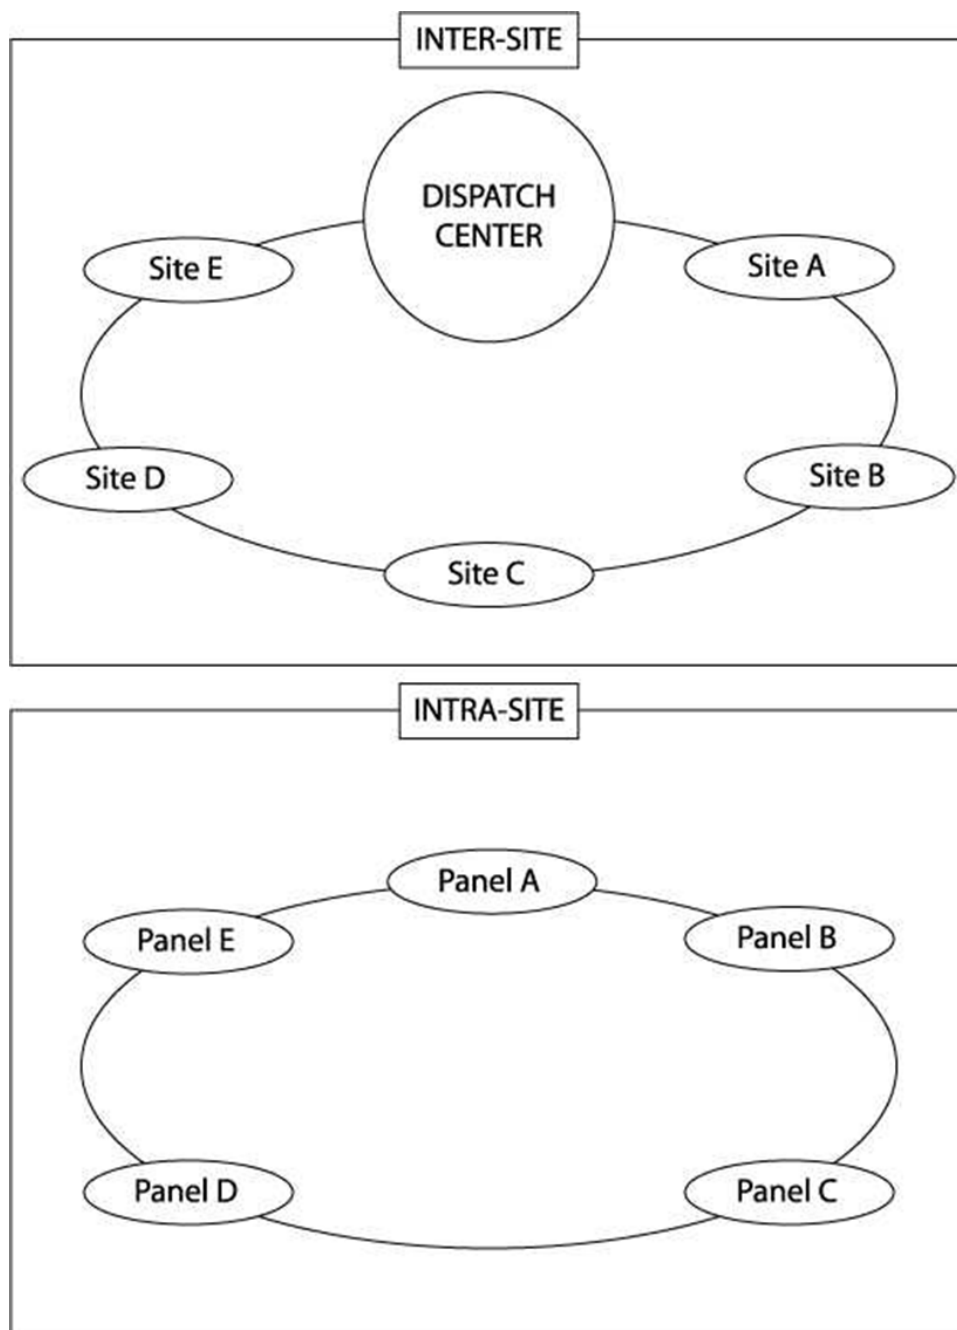 INTER-SITE
DISPATCH
CENTER
Site E
Site A
Site D
Site B
Site C
INTRA-SITE
Panel A
Panel E
Panel B
Panel D
Panel C